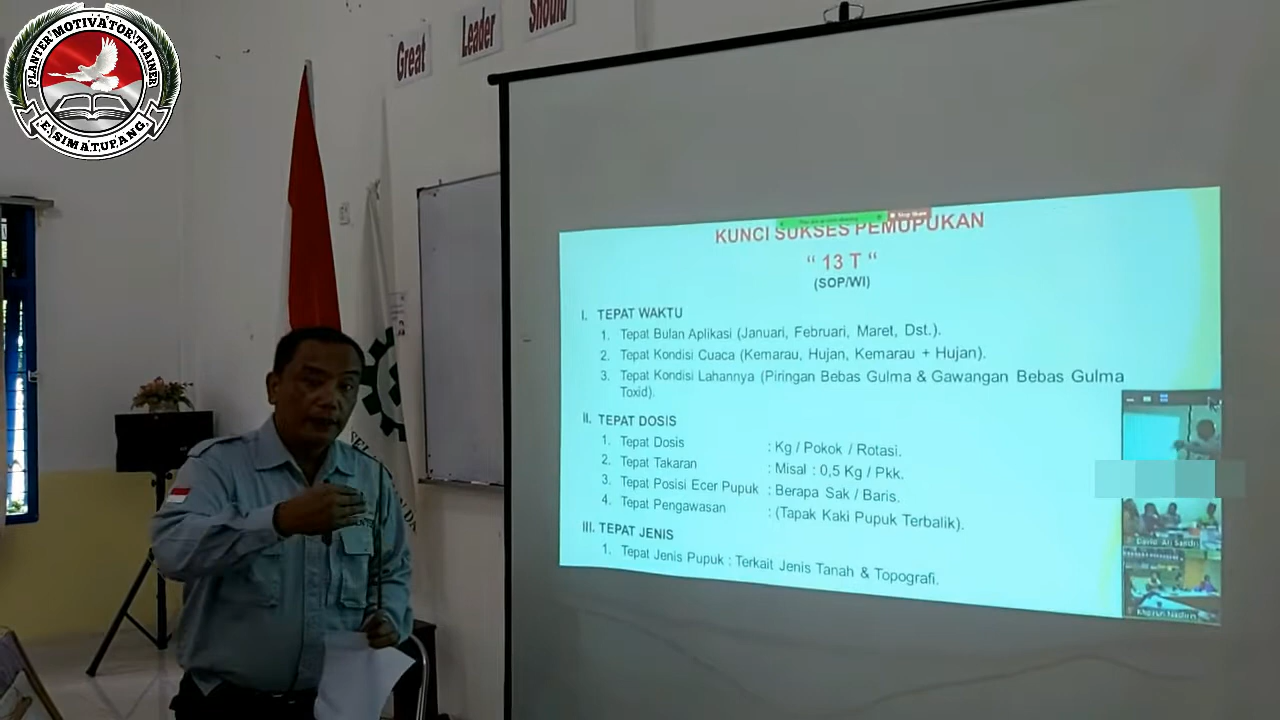 PLANTER MOTIVATOR TRAINER
E. SIMATUPANG
Great
Leader
Should
KUNCI SUKSES PEMUPUKAN
“ 13 T “
(SOP/WI)
I. TEPAT WAKTU
1. Tepat Bulan Aplikasi (Januari, Februari, Maret, Dst.).
2. Tepat Kondisi Cuaca (Kemarau, Hujan, Kemarau + Hujan).
3. Tepat Kondisi Lahannya (Piringan Bebas Gulma & Gawangan Bebas Gulma
Toxid).
II. TEPAT DOSIS
1. Tepat Dosis : Kg / Pokok / Rotasi.
2. Tepat Takaran : Misal : 0,5 Kg / Pkk.
3. Tepat Posisi Ecer Pupuk : Berapa Sak / Baris.
4. Tepat Pengawasan : (Tapak Kaki Pupuk Terbalik).
III. TEPAT JENIS
1. Tepat Jenis Pupuk : Terkait Jenis Tanah & Topografi.